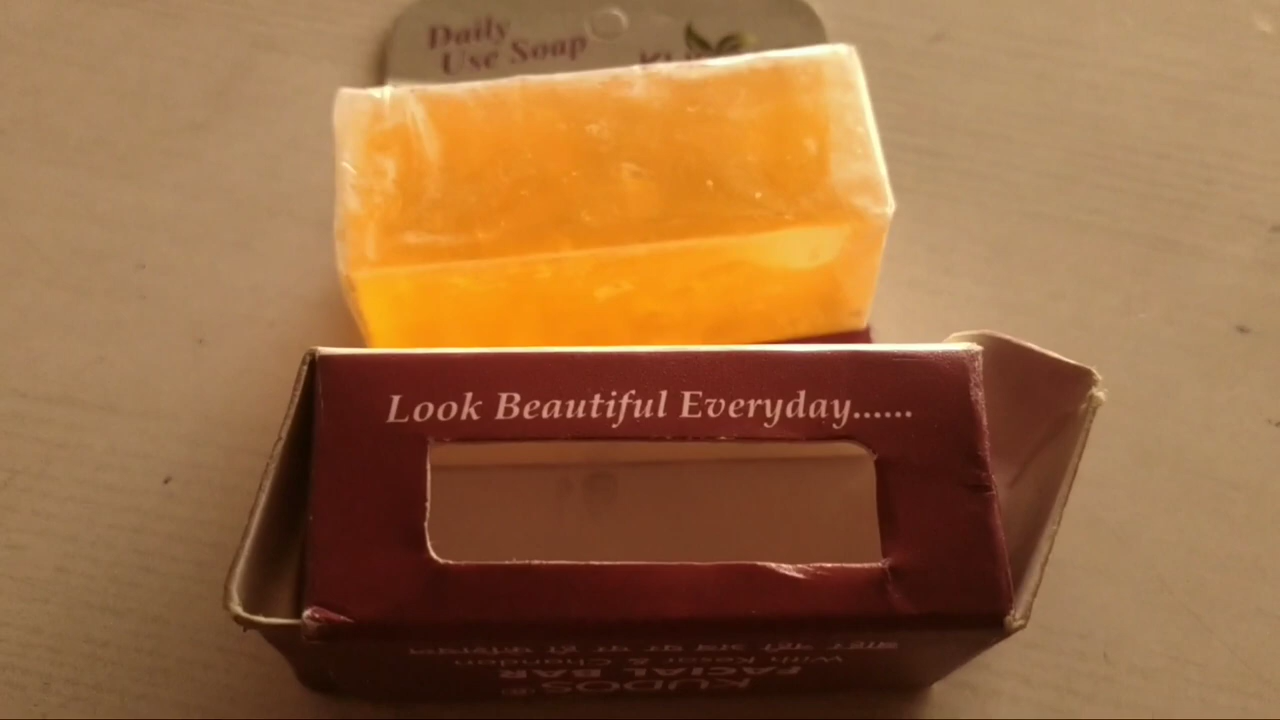 Daily
Use Soap
Look Beautiful Everyday......
With Kesar & Chandan
FACIAL BAR
KUDOS®